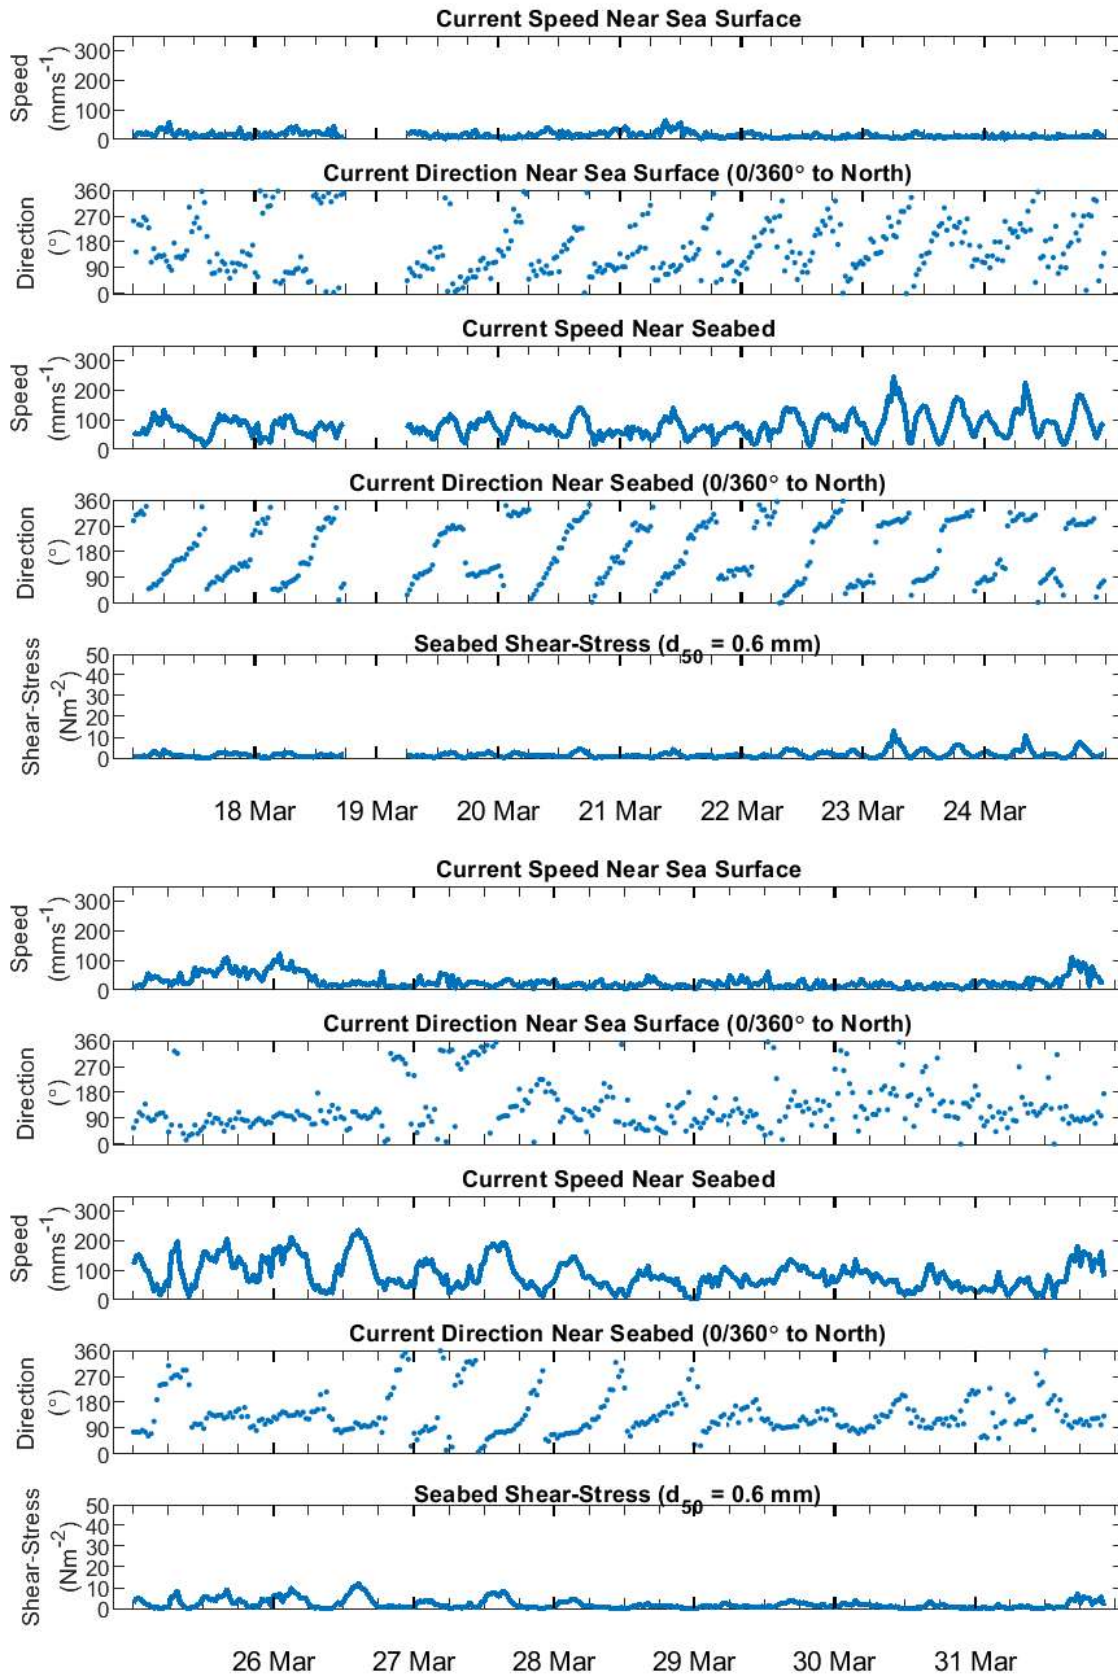 Current Speed Near Sea Surface
Speed
(mms⁻¹)
300
200
100
0
Current Direction Near Sea Surface (0/360° to North)
Direction
(°)
360
270
180
90
0
Current Speed Near Seabed
Speed
(mms⁻¹)
300
200
100
0
Current Direction Near Seabed (0/360° to North)
Direction
(°)
360
270
180
90
0
Seabed Shear-Stress (d₅₀ = 0.6 mm)
Shear-Stress
(Nm⁻²)
50
40
30
20
10
0
18 Mar 19 Mar 20 Mar 21 Mar 22 Mar 23 Mar 24 Mar
Current Speed Near Sea Surface
Speed
(mms⁻¹)
300
200
100
0
Current Direction Near Sea Surface (0/360° to North)
Direction
(°)
360
270
180
90
0
Current Speed Near Seabed
Speed
(mms⁻¹)
300
200
100
0
Current Direction Near Seabed (0/360° to North)
Direction
(°)
360
270
180
90
0
Seabed Shear-Stress (d₅₀ = 0.6 mm)
Shear-Stress
(Nm⁻²)
50
40
30
20
10
0
26 Mar 27 Mar 28 Mar 29 Mar 30 Mar 31 Mar